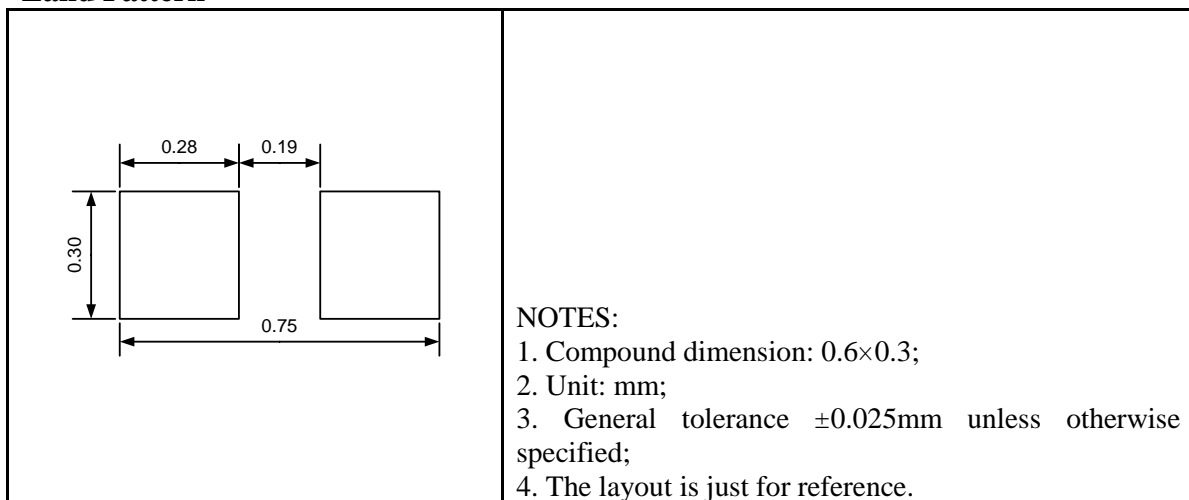 Land Pattern
0.28 0.19
0.30
0.75
NOTES:
1. Compound dimension: 0.6×0.3;
2. Unit: mm;
3. General tolerance ±0.025mm unless otherwise
specified;
4. The layout is just for reference.